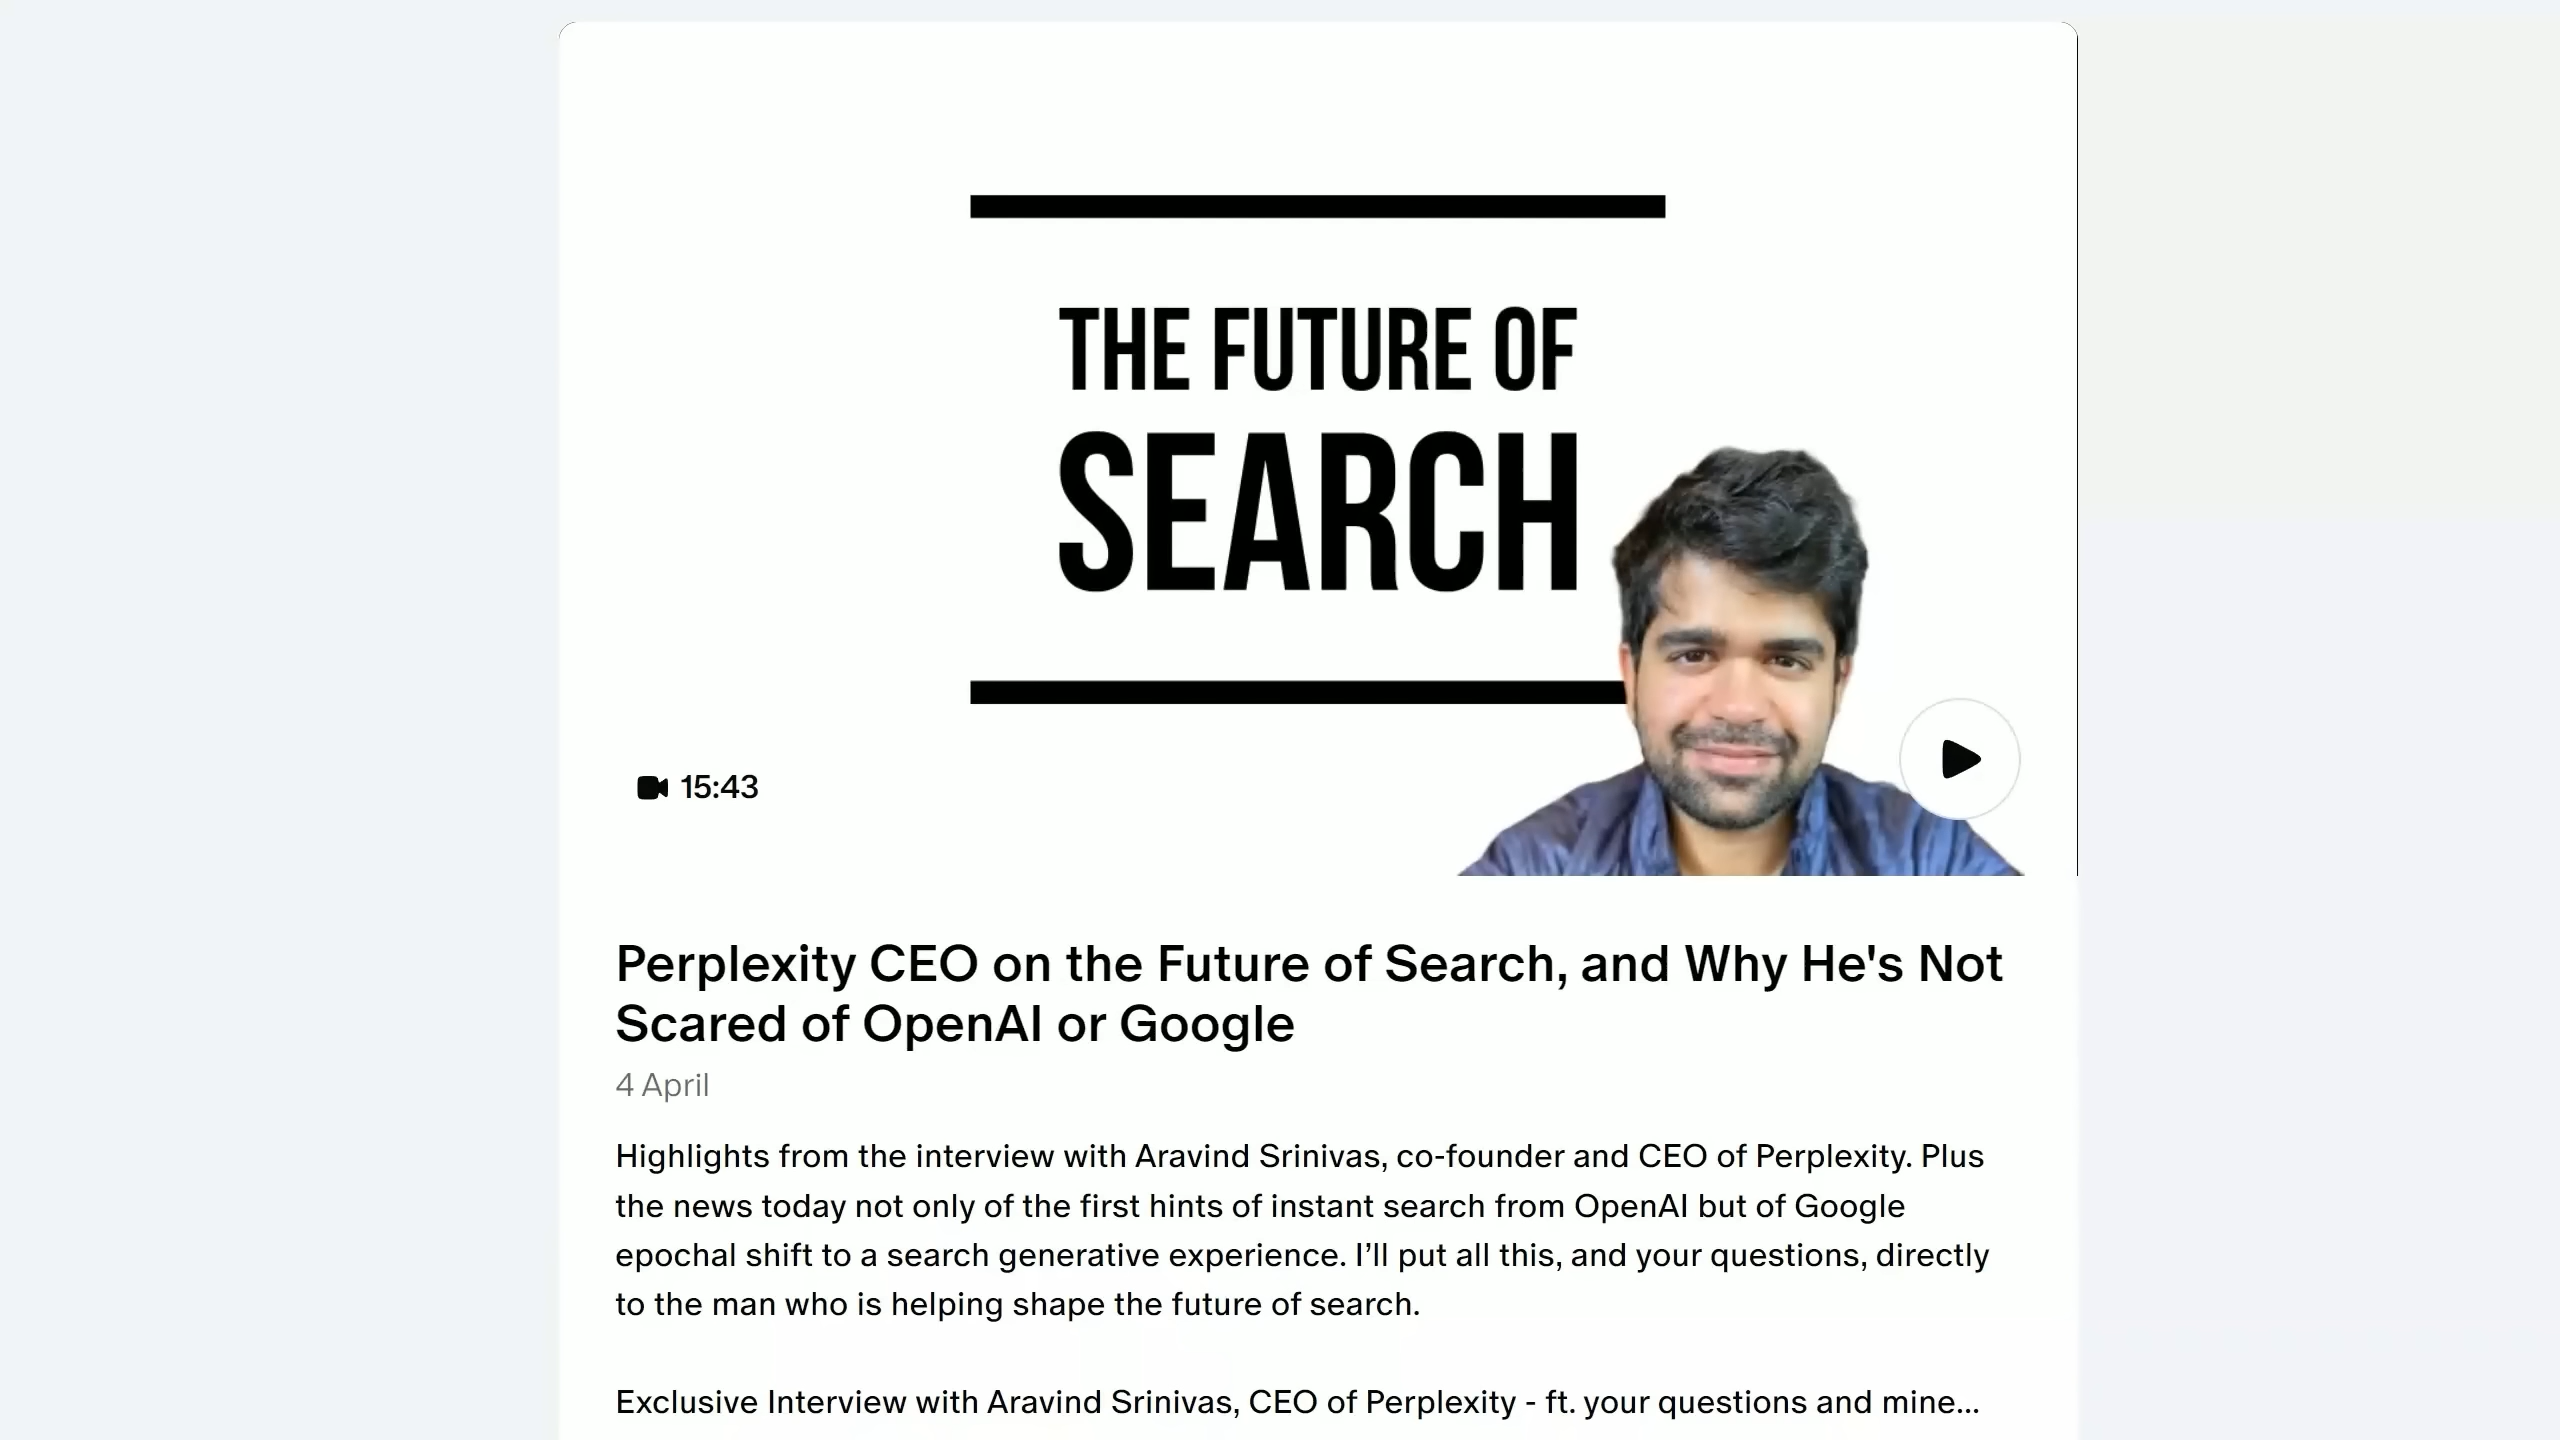 THE FUTURE OF
SEARCH
15:43
Perplexity CEO on the Future of Search, and Why He's Not
Scared of OpenAI or Google
4 April
Highlights from the interview with Aravind Srinivas, co-founder and CEO of Perplexity. Plus
the news today not only of the first hints of instant search from OpenAI but of Google
epochal shift to a search generative experience. I’ll put all this, and your questions, directly
to the man who is helping shape the future of search.
Exclusive Interview with Aravind Srinivas, CEO of Perplexity - ft. your questions and mine...